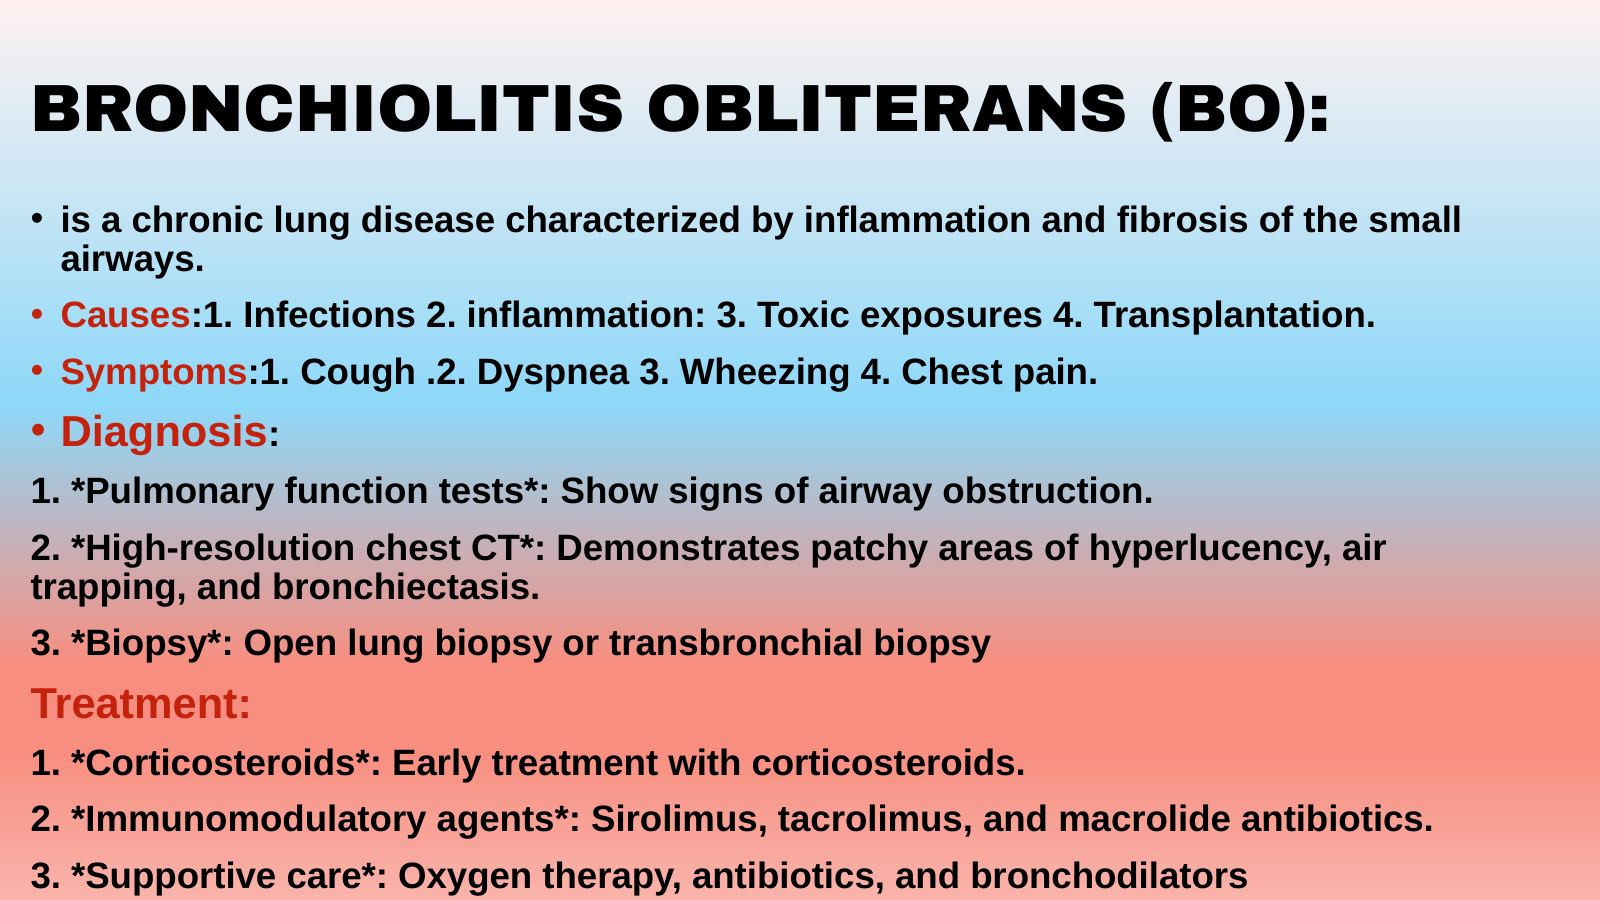 BRONCHIOLITIS OBLITERANS (BO):
• is a chronic lung disease characterized by inflammation and fibrosis of the small
airways.
• Causes:1. Infections 2. inflammation: 3. Toxic exposures 4. Transplantation.
• Symptoms:1. Cough .2. Dyspnea 3. Wheezing 4. Chest pain.
• Diagnosis:
1. *Pulmonary function tests*: Show signs of airway obstruction.
2. *High-resolution chest CT*: Demonstrates patchy areas of hyperlucency, air
trapping, and bronchiectasis.
3. *Biopsy*: Open lung biopsy or transbronchial biopsy
Treatment:
1. *Corticosteroids*: Early treatment with corticosteroids.
2. *Immunomodulatory agents*: Sirolimus, tacrolimus, and macrolide antibiotics.
3. *Supportive care*: Oxygen therapy, antibiotics, and bronchodilators